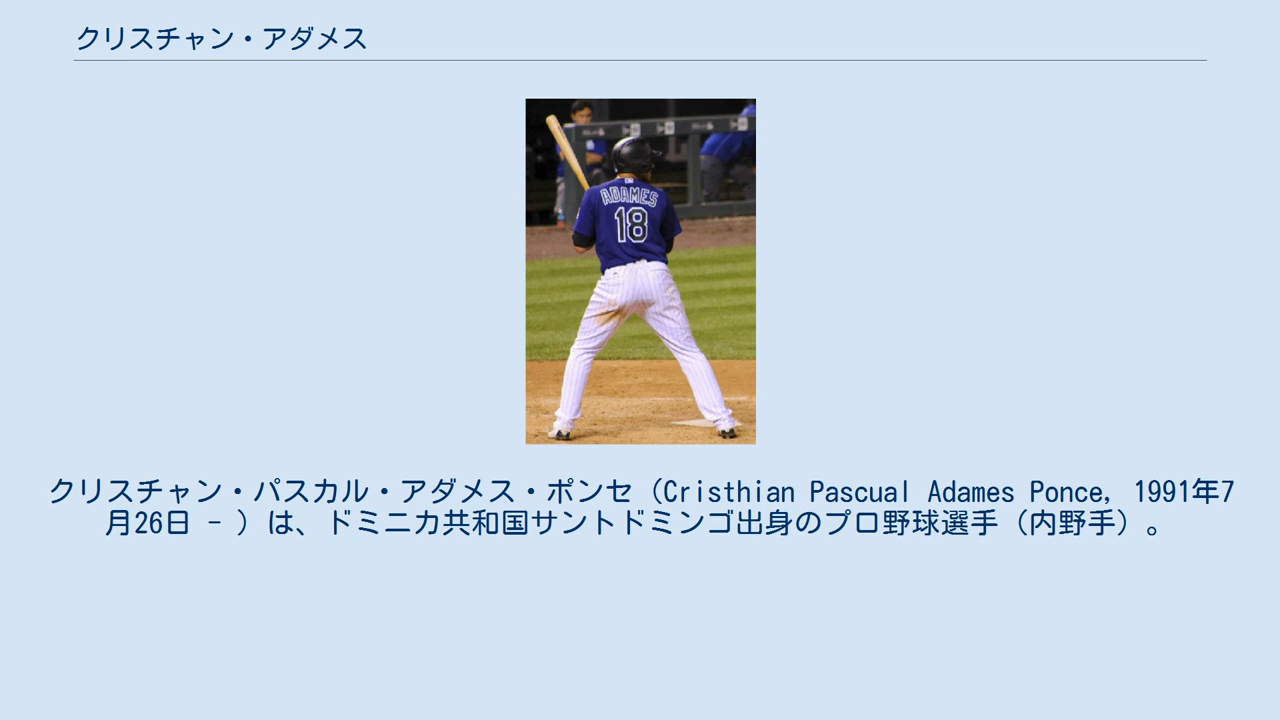 クリスチャン・アダメス
ADAMES
18
クリスチャン・パスカル・アダメス・ポンセ（Cristhian Pascual Adames Ponce, 1991年7
月26日 - ）は、ドミニカ共和国サントドミンゴ出身のプロ野球選手（内野手）。